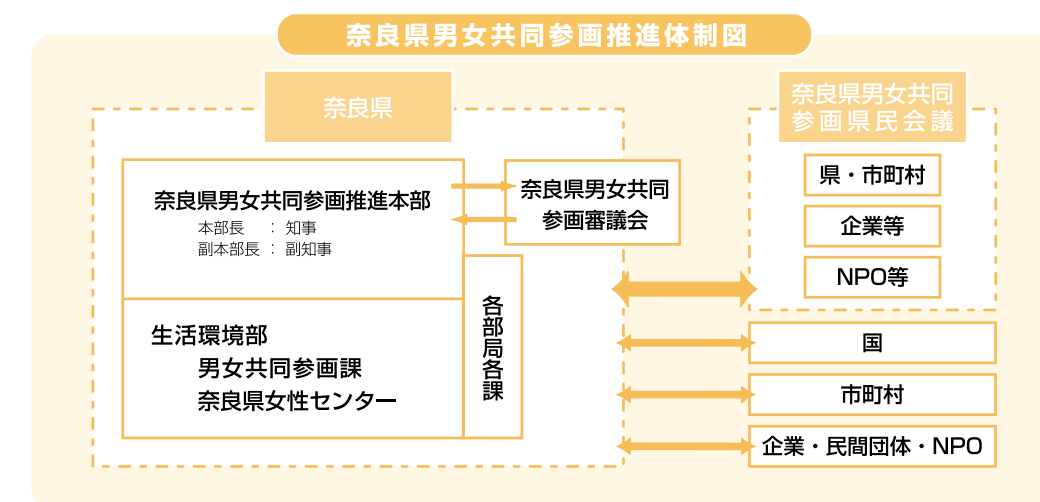 奈良県男女共同参画推進体制図
奈良県
奈良県男女共同参画推進本部
本部長 : 知事
副本部長 : 副知事
奈良県男女共同
参画審議会
生活環境部
男女共同参画課
奈良県女性センター
各部局各課
奈良県男女共同
参画県民会議
県・市町村
企業等
NPO等
国
市町村
企業・民間団体・NPO